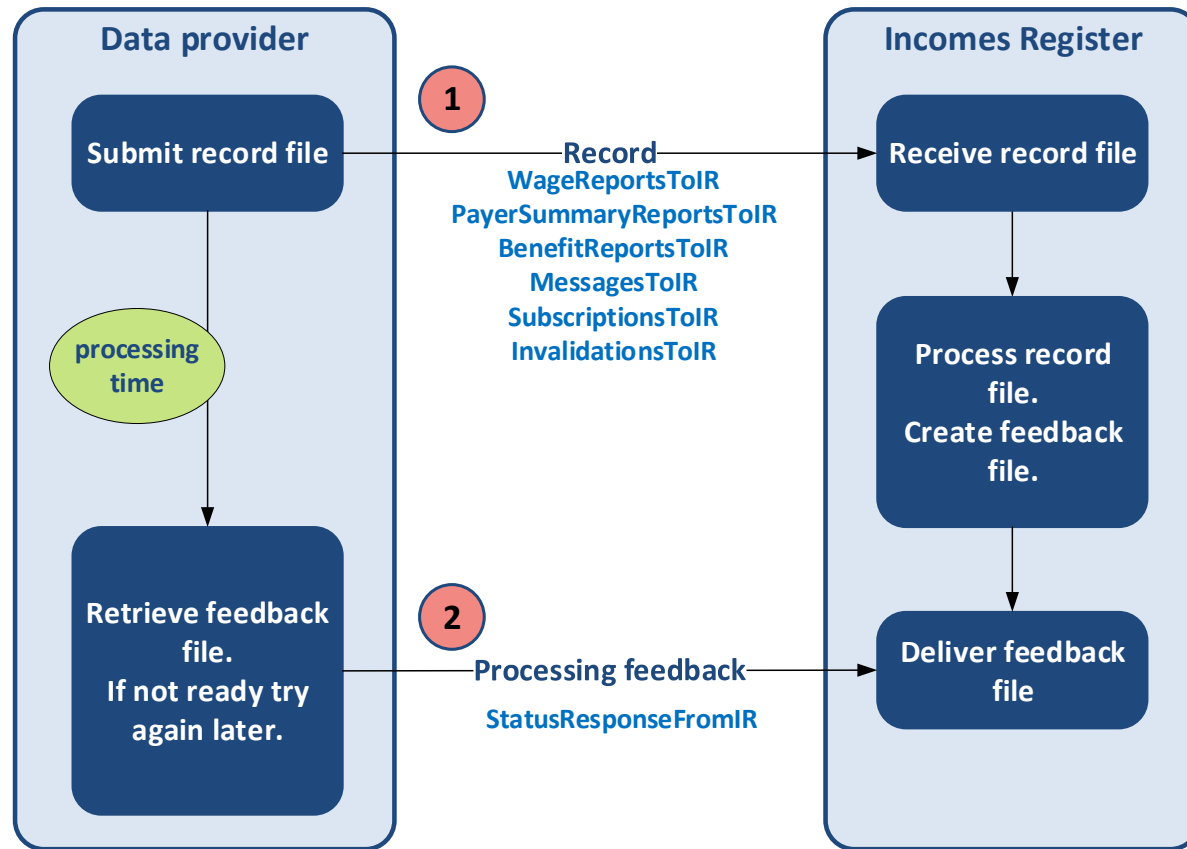 Data provider
Incomes Register
1
Submit record file
Record
Receive record file
WageReportsToIR
PayerSummaryReportsToIR
BenefitReportsToIR
MessagesToIR
SubscriptionsToIR
InvalidationsToIR
processing
time
Process record
file.
Create feedback
file.
Retrieve feedback
file.
If not ready try
again later.
2
Processing feedback
StatusResponseFromIR
Deliver feedback
file